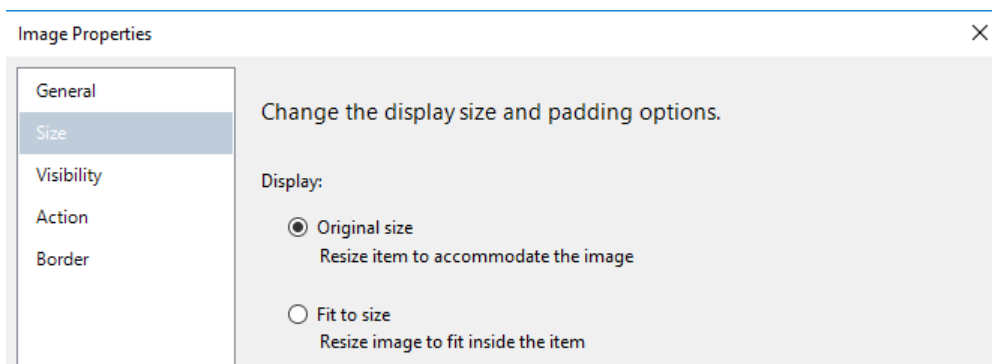 Image Properties
General
Size
Visibility
Action
Border
Change the display size and padding options.
Display:
Original size
Resize item to accommodate the image
Fit to size
Resize image to fit inside the item